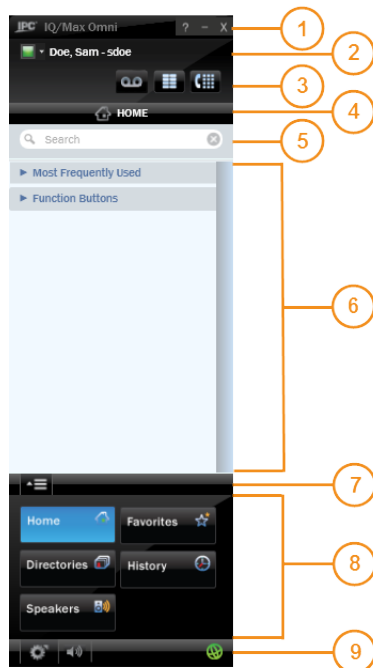 IPC IQ/Max Omni ? – X 1
Doe, Sam - sdoe 2
3
HOME 4
Search 5
Most Frequently Used
Function Buttons
6
7
Home Favorites
Directories History 8
Speakers
9